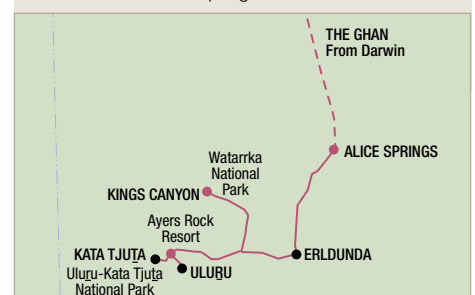 THE GHAN
From Darwin
ALICE SPRINGS
Watarrka
National
Park
KINGS CANYON
Ayers Rock
Resort
KATA TJUṮA
ERLDUNDA
ULUṞU
Uluṟu-Kata Tjuṯa
National Park